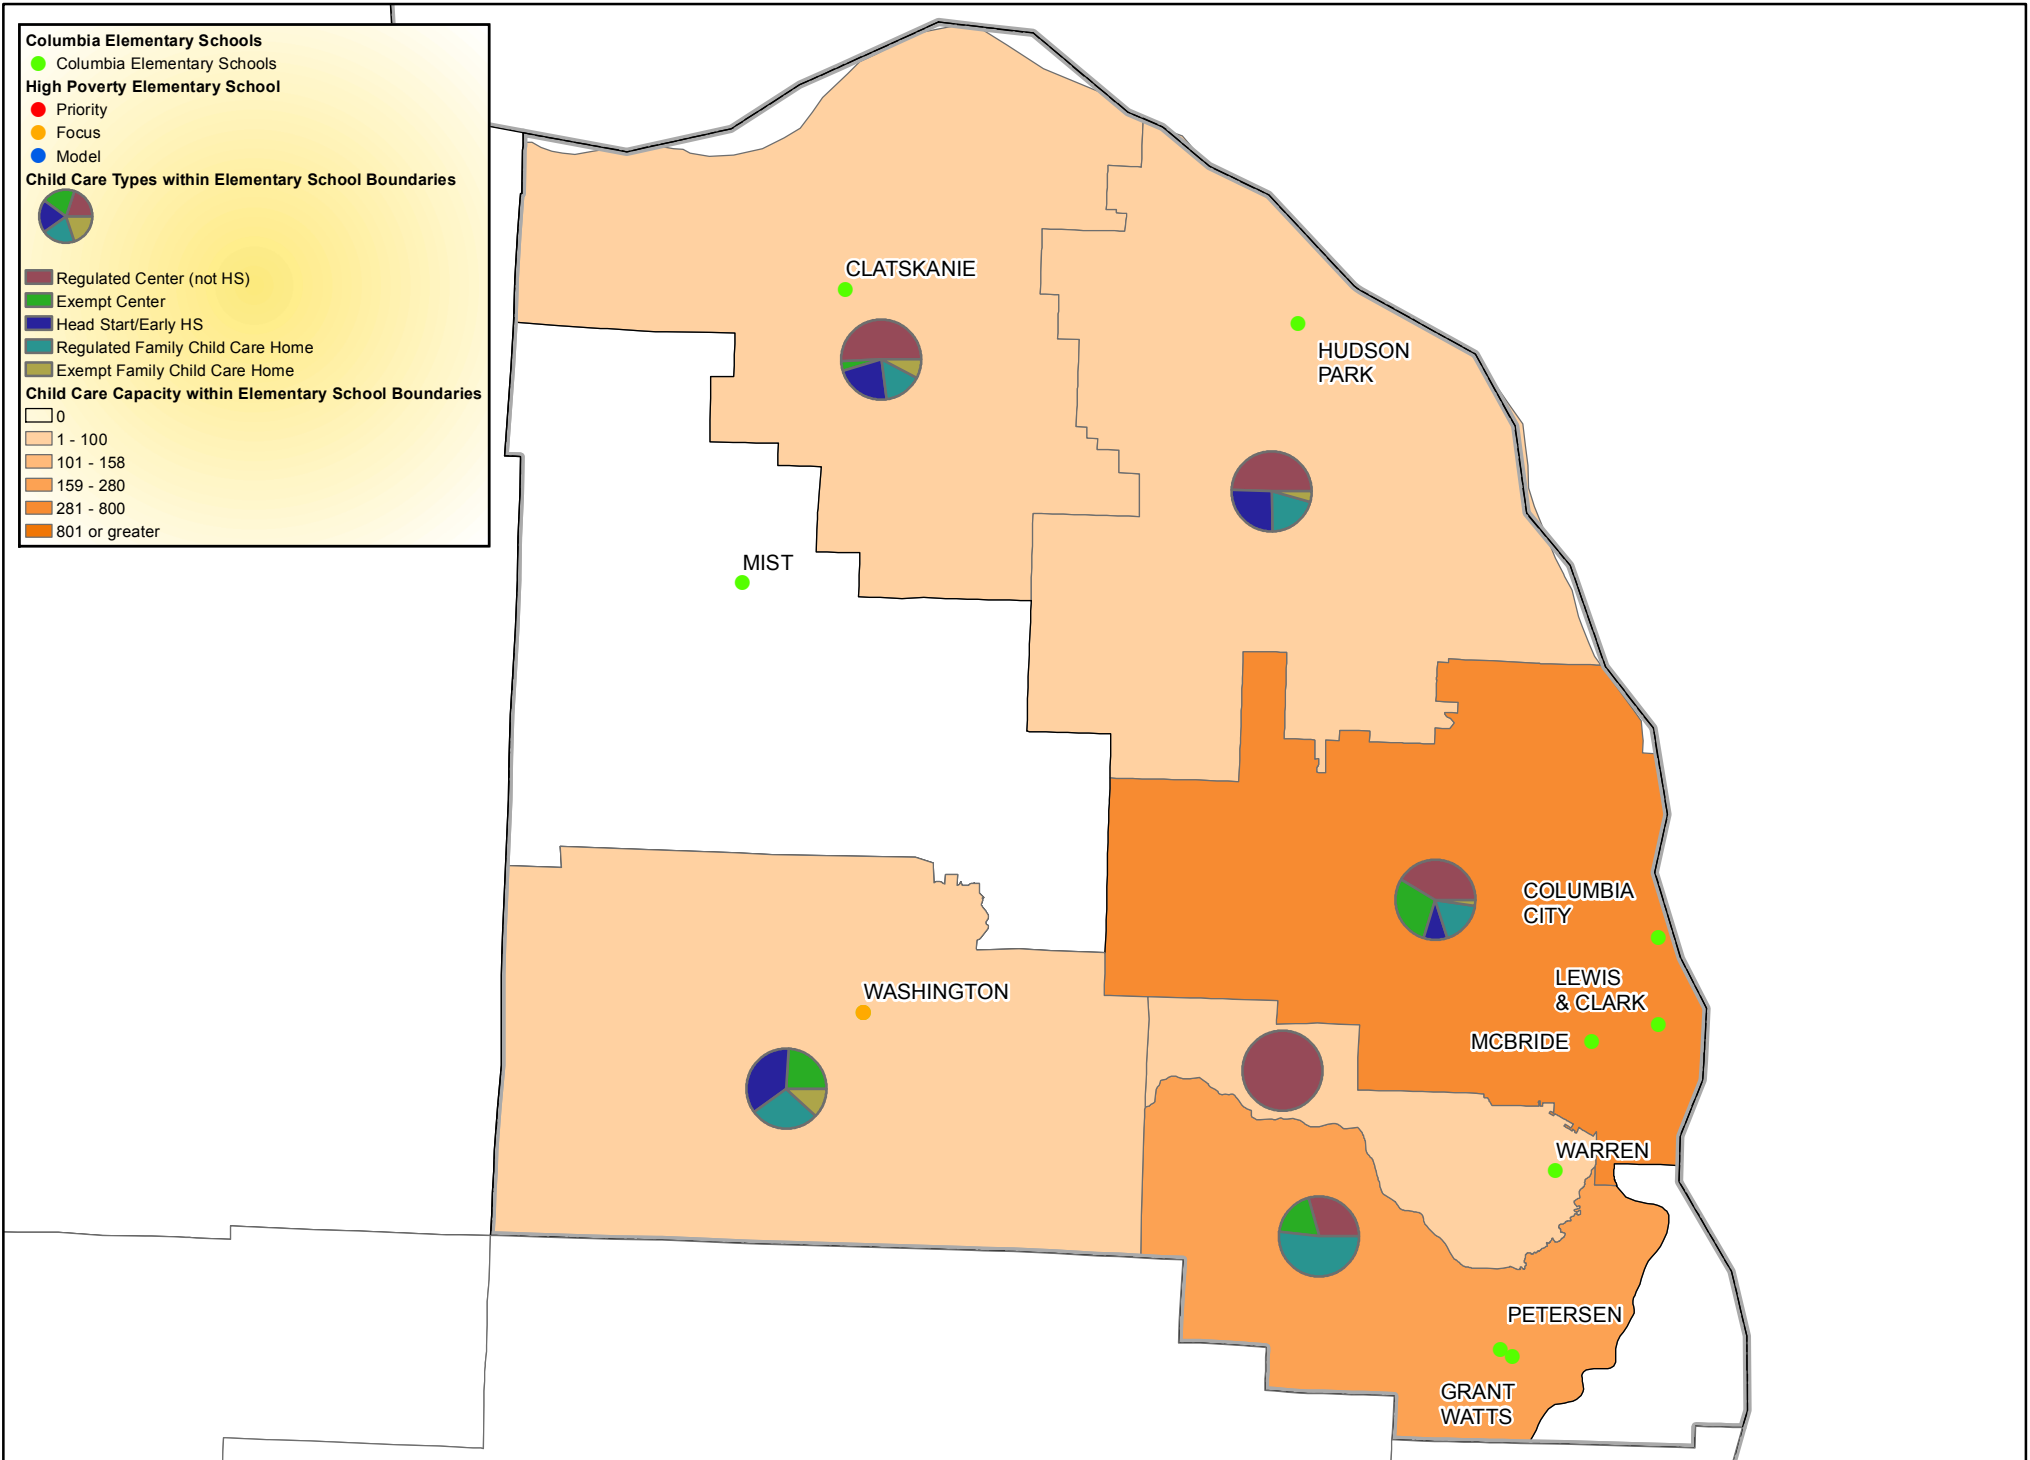 Columbia Elementary Schools
Columbia Elementary Schools
High Poverty Elementary School
Priority
Focus
Model
Child Care Types within Elementary School Boundaries
Regulated Center (not HS)
Exempt Center
Head Start/Early HS
Regulated Family Child Care Home
Exempt Family Child Care Home
Child Care Capacity within Elementary School Boundaries
0
1 - 100
101 - 158
159 - 280
281 - 800
801 or greater
CLATSKANIE
HUDSON
PARK
MIST
COLUMBIA
CITY
LEWIS
& CLARK
WASHINGTON
MCBRIDE
WARREN
PETERSEN
GRANT
WATTS